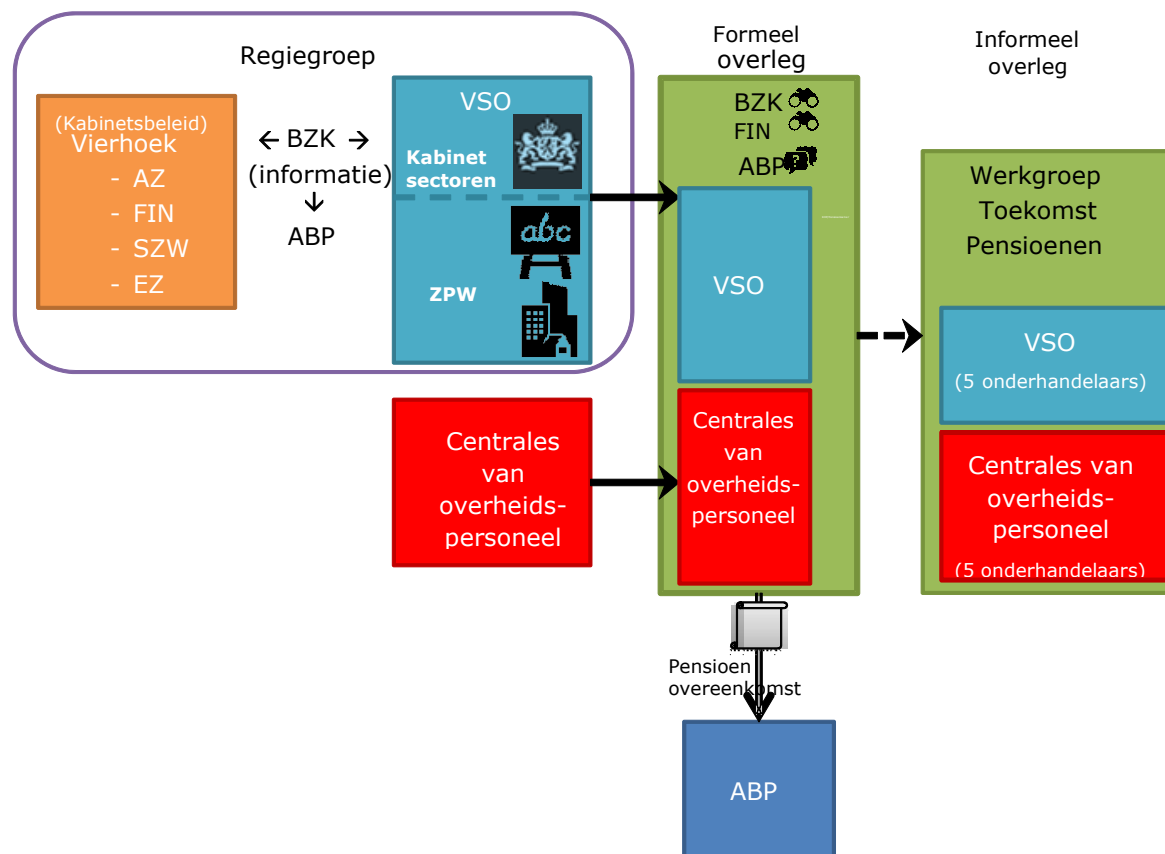 Regiegroep
(Kabinetsbeleid)
Vierhoek
- AZ
- FIN
- SZW
- EZ
← BZK →
(informatie)
↓
ABP
VSO
Kabinet
sectoren
abc
ZPW
Centrales
van
overheids-
personeel
Formeel
overleg
BZK
FIN
ABP
?
VSO
Centrales
van
overheids-
personeel
Pensioen
overeenkomst
ABP
Informeel
overleg
Werkgroep
Toekomst
Pensioenen
VSO
(5 onderhandelaars)
Centrales van
overheids-
personeel
(5 onderhandelaars)